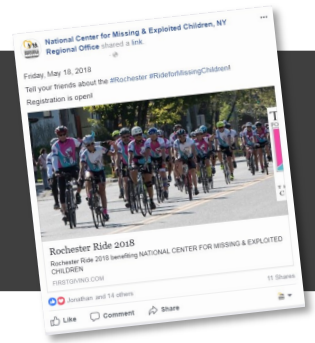 National Center for Missing & Exploited Children, NY
Regional Office shared a link.
Friday, May 18, 2018
Tell your friends about the #Rochester #RideforMissingChildren!
Registration is open!
Rochester Ride 2018
Rochester Ride 2018 benefiting NATIONAL CENTER FOR MISSING & EXPLOITED
CHILDREN
FIRSTGIVING.COM
Jonathan and 14 others
11 Shares
Like Comment Share